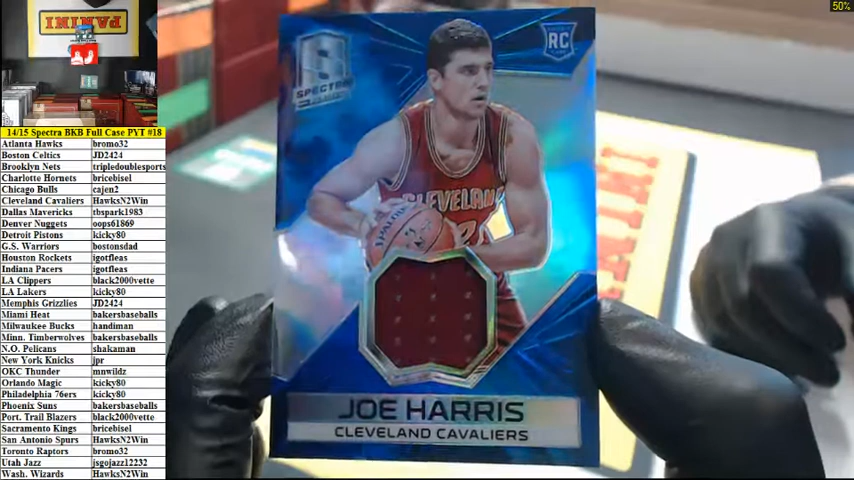 50%
PANINI
14/15 Spectra BKB Full Case PYT #18
Atlanta Hawks bromo32
Boston Celtics JD2424
Brooklyn Nets tripledoublesports
Charlotte Hornets bricebisel
Chicago Bulls cajen2
Cleveland Cavaliers HawksN2Win
Dallas Mavericks tbspark1983
Denver Nuggets oops61869
Detroit Pistons kicky80
G.S. Warriors bostonsdad
Houston Rockets igotfleas
Indiana Pacers igotfleas
LA Clippers black2000vette
LA Lakers kicky80
Memphis Grizzlies JD2424
Miami Heat bakersbaseballs
Milwaukee Bucks handiman
Minn. Timberwolves bakersbaseballs
N.O. Pelicans shakaman
New York Knicks jpr
OKC Thunder mnwildz
Orlando Magic kicky80
Philadelphia 76ers kicky80
Phoenix Suns bakersbaseballs
Port. Trail Blazers black2000vette
Sacramento Kings bricebisel
San Antonio Spurs HawksN2Win
Toronto Raptors bromo32
Utah Jazz jsgojazz12232
Wash. Wizards HawksN2Win
S
SPECTRA
RC
CLEVELAND
SPALDING
JOE HARRIS
CLEVELAND CAVALIERS